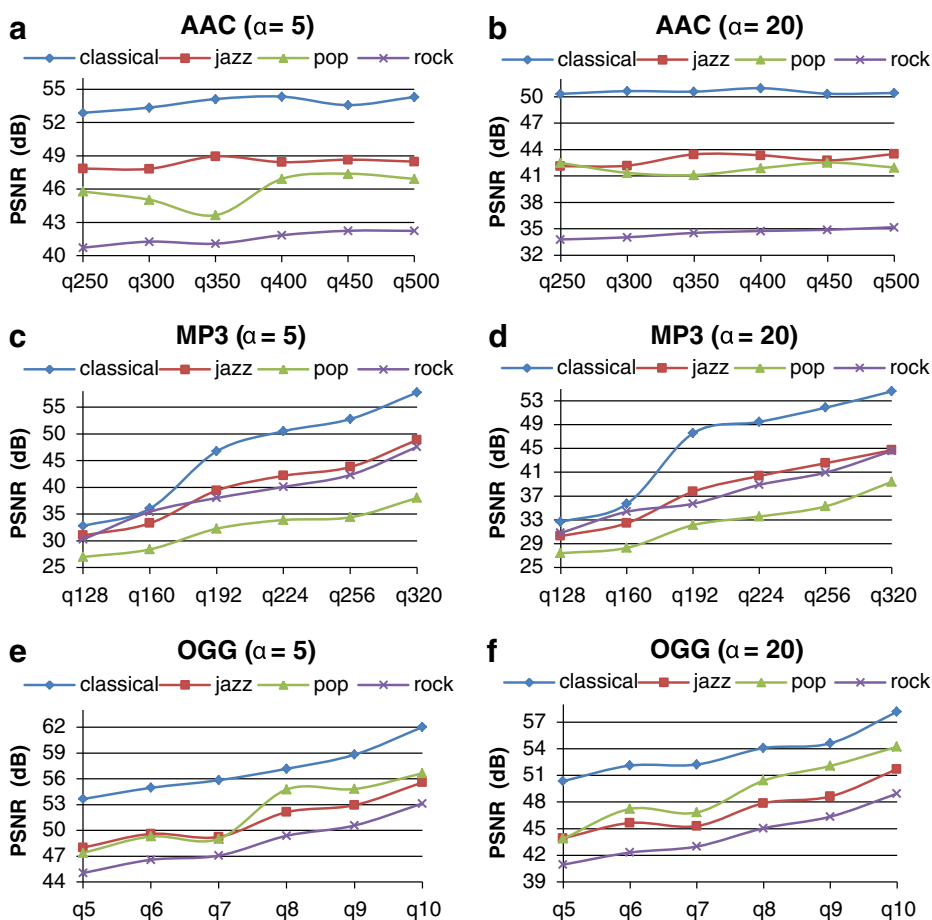 a AAC (α= 5)
classical jazz pop rock
PSNR (dB)
55
52
49
46
43
40
q250 q300 q350 q400 q450 q500
b AAC (α= 20)
classical jazz pop rock
PSNR (dB)
50
47
44
41
38
35
32
q250 q300 q350 q400 q450 q500
c MP3 (α= 5)
classical jazz pop rock
PSNR (dB)
55
50
45
40
35
30
25
q128 q160 q192 q224 q256 q320
d MP3 (α= 20)
classical jazz pop rock
PSNR (dB)
53
49
45
41
37
33
29
25
q128 q160 q192 q224 q256 q320
e OGG (α= 5)
classical jazz pop rock
PSNR (dB)
62
59
56
53
50
47
44
q5 q6 q7 q8 q9 q10
f OGG (α= 20)
classical jazz pop rock
PSNR (dB)
57
54
51
48
45
42
39
q5 q6 q7 q8 q9 q10